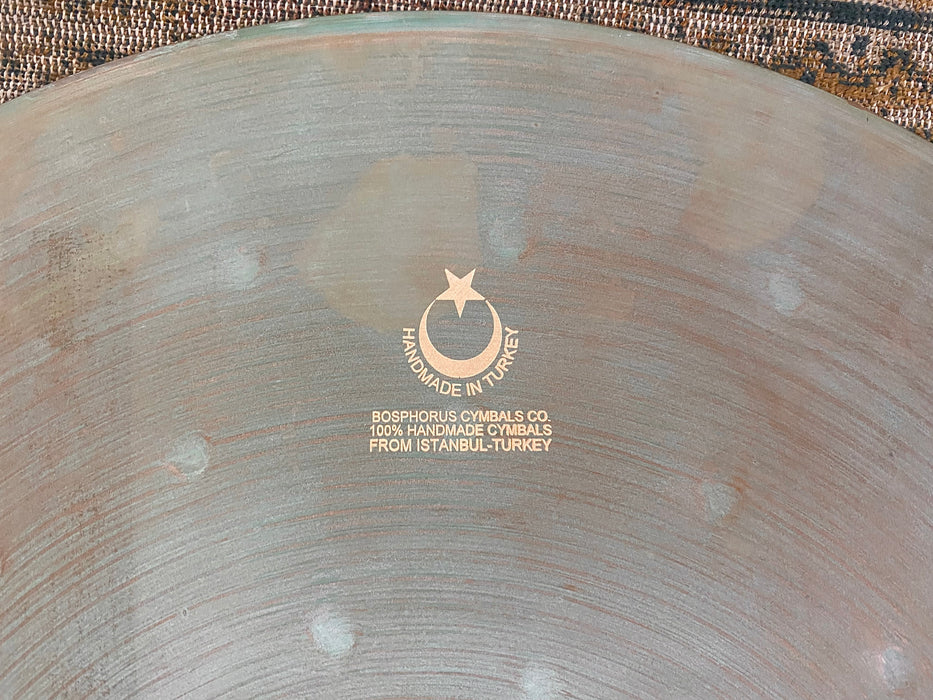 HANDMADE IN TURKEY
BOSPHORUS CYMBALS CO.
100% HANDMADE CYMBALS
FROM ISTANBUL-TURKEY